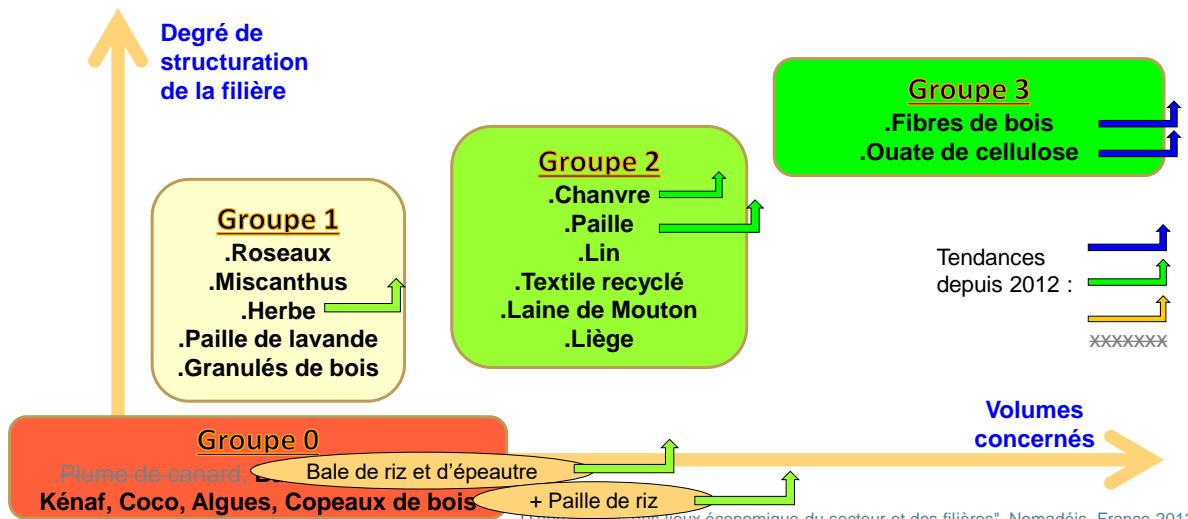 Degré de
structuration
de la filière
Groupe 3
.Fibres de bois
.Ouate de cellulose
Groupe 2
.Chanvre
.Paille
.Lin
.Textile recyclé
.Laine de Mouton
.Liège
Groupe 1
.Roseaux
.Miscanthus
.Herbe
.Paille de lavande
.Granulés de bois
Tendances
depuis 2012 :
xxxxxxx
Volumes
concernés
Groupe 0
.Plume de canard,
Bale de riz et d'épeautre
Kénaf, Coco, Algues, Copeaux de bois
+ Paille de riz
économique du secteur et des filières", Nomadéis, France 201